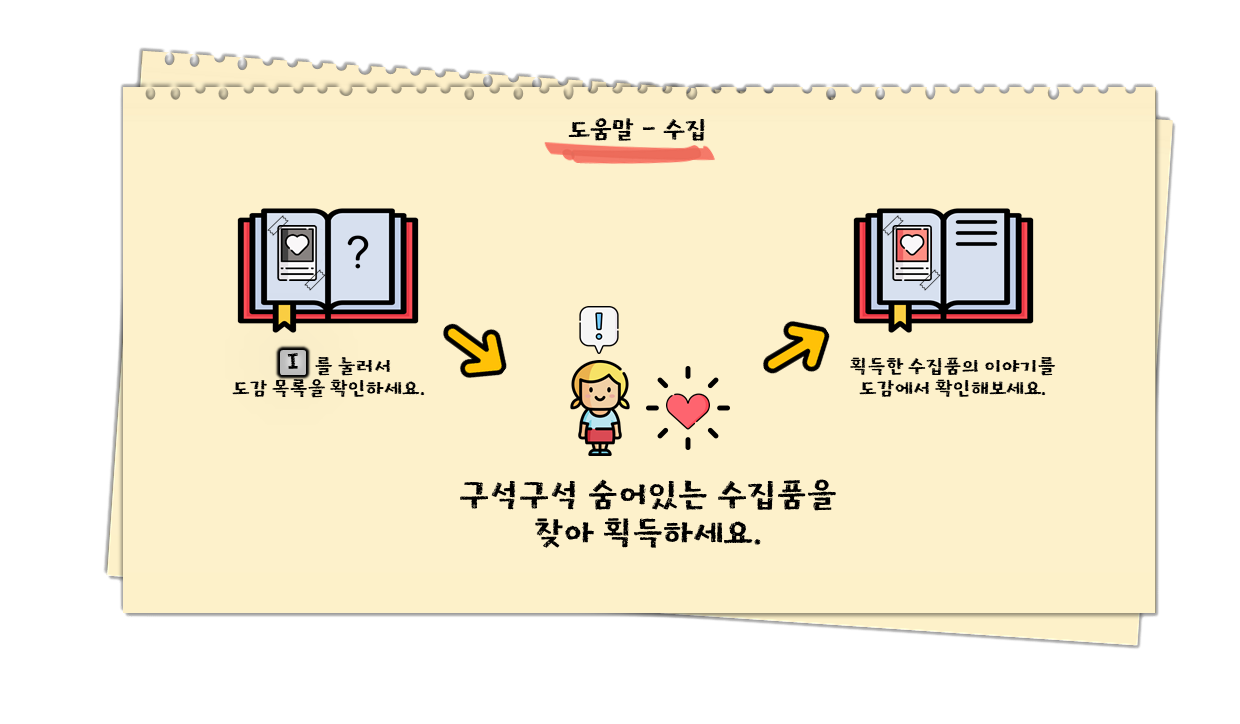 도움말 - 수집
?
I 를 눌러서
도감 목록을 확인하세요.
!
구석구석 숨어있는 수집품을
찾아 획득하세요.
획득한 수집품의 이야기를
도감에서 확인해보세요.